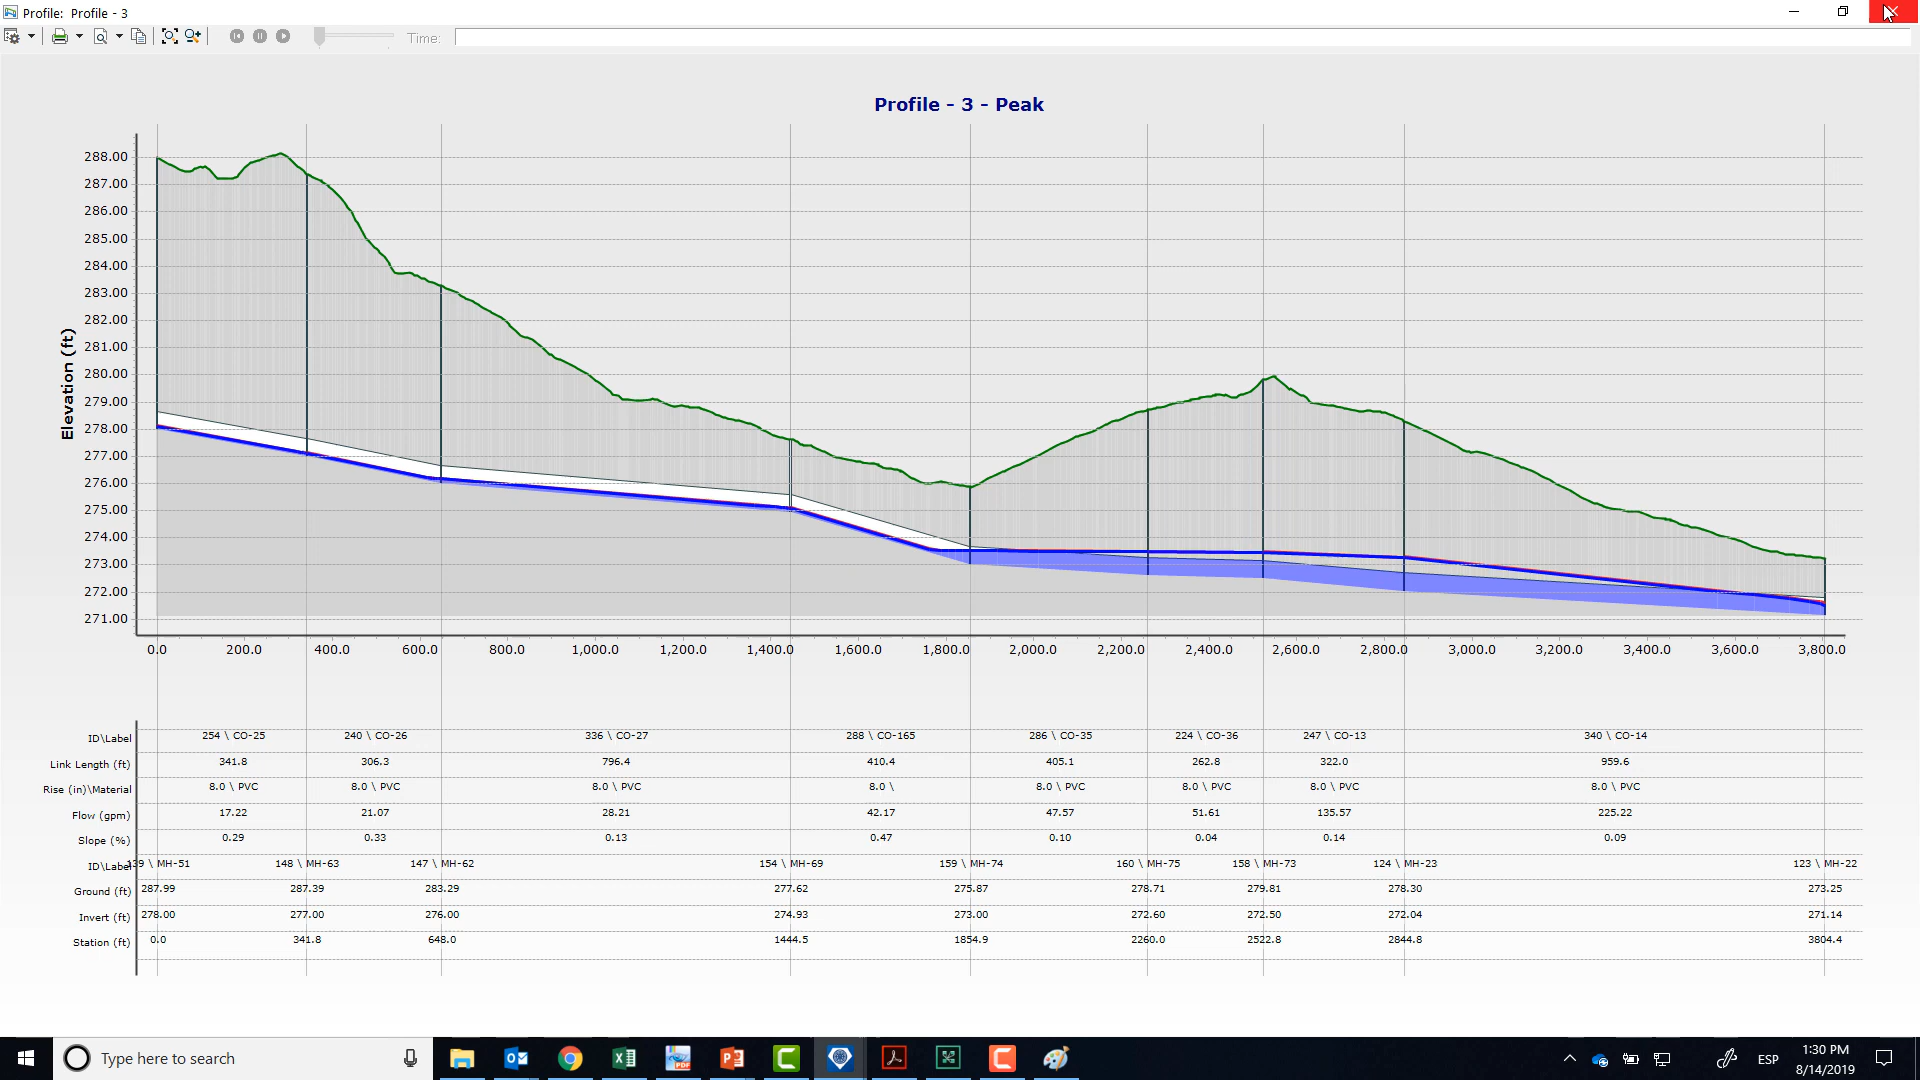 Profile: Profile - 3
Time:
Profile - 3 - Peak
Elevation (ft)
288.00
287.00
286.00
285.00
284.00
283.00
282.00
281.00
280.00
279.00
278.00
277.00
276.00
275.00
274.00
273.00
272.00
271.00
0.0 200.0 400.0 600.0 800.0 1,000.0 1,200.0 1,400.0 1,600.0 1,800.0 2,000.0 2,200.0 2,400.0 2,600.0 2,800.0 3,000.0 3,200.0 3,400.0 3,600.0 3,800.0
ID\Label 254 \ CO-25 240 \ CO-26 336 \ CO-27 288 \ CO-165 286 \ CO-35 224 \ CO-36 247 \ CO-13 340 \ CO-14
Link Length (ft) 341.8 306.3 796.4 410.4 405.1 262.8 322.0 959.6
Rise (in)\Material 8.0 \ PVC 8.0 \ PVC 8.0 \ PVC 8.0 \ 8.0 \ PVC 8.0 \ PVC 8.0 \ PVC 8.0 \ PVC
Flow (gpm) 17.22 21.07 28.21 42.17 47.57 51.61 135.57 225.22
Slope (%) 0.29 0.33 0.13 0.47 0.10 0.04 0.14 0.09
ID\Label 139 \ MH-51 148 \ MH-63 147 \ MH-62 154 \ MH-69 159 \ MH-74 160 \ MH-75 158 \ MH-73 124 \ MH-23 123 \ MH-22
Ground (ft) 287.99 287.39 283.29 277.62 275.87 278.71 279.81 278.30 273.25
Invert (ft) 278.00 277.00 276.00 274.93 273.00 272.60 272.50 272.04 271.14
Station (ft) 0.0 341.8 648.0 1444.5 1854.9 2260.0 2522.8 2844.8 3804.4
Type here to search
ESP
1:30 PM
8/14/2019